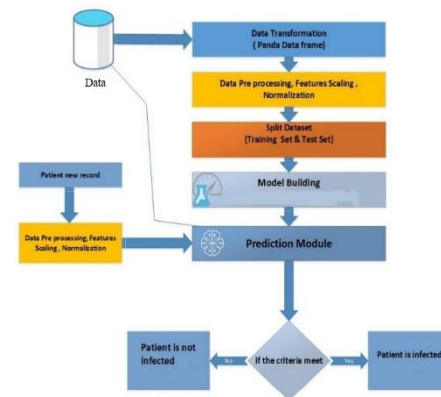 Data
Data Transformation
( Panda Data frame)
Data Pre processing, Features Scaling ,
Normalization
Split Dataset
(Training Set & Test Set)
Model Building
Patient new record
Data Pre processing, Features
Scaling , Normalization
Prediction Module
Patient is not
infected
No
If the criteria meet
Yes
Patient is infected